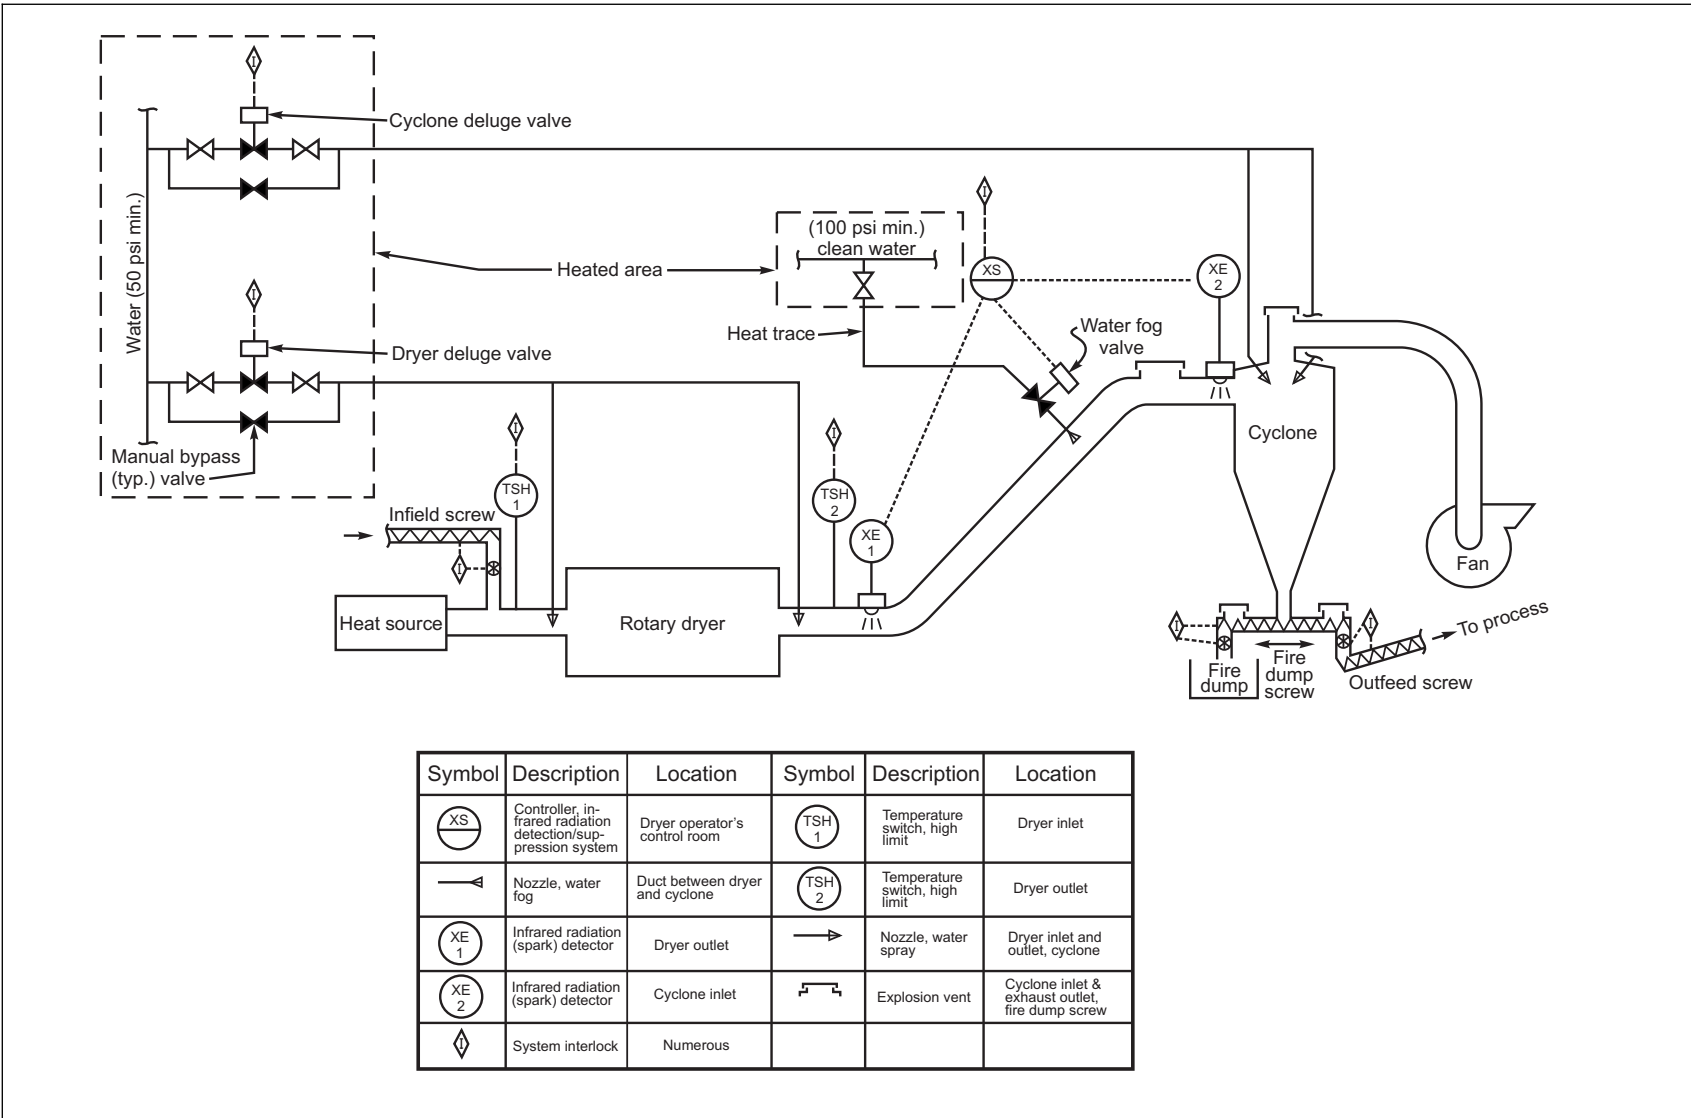 I
Cyclone deluge valve
Water (50 psi min.)
I
(100 psi min.)
clean water
XS
XE
2
Heated area
I
Heat trace
Water fog
valve
Dryer deluge valve
I
I
Cyclone
Manual bypass
(typ.) valve
TSH
1
TSH
2
Infield screw
XE
1
I
Fan
Heat source
Rotary dryer
I
I
To process
Fire
dump
Fire
dump
screw
Outfeed screw
Symbol Description Location Symbol Description Location
XS
Controller, in-
frared radiation
detection/sup-
pression system
Dryer operator's
control room
TSH
1
Temperature
switch, high
limit
Dryer inlet
Nozzle, water
fog
Duct between dryer
and cyclone
TSH
2
Temperature
switch, high
limit
Dryer outlet
XE
1
Infrared radiation
(spark) detector
Dryer outlet
Nozzle, water
spray
Dryer inlet and
outlet, cyclone
XE
2
Infrared radiation
(spark) detector
Cyclone inlet
Explosion vent
Cyclone inlet &
exhaust outlet,
fire dump screw
I
System interlock
Numerous